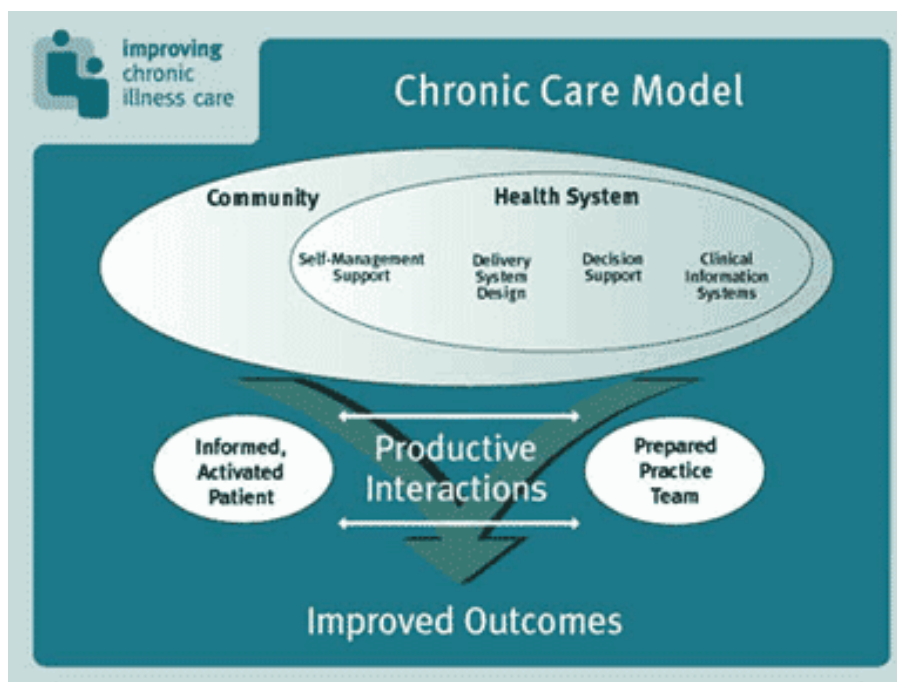 improving
chronic
illness care
Chronic Care Model
Community
Health System
Self-Management
Support
Delivery
System
Design
Decision
Support
Clinical
Information
Systems
Informed,
Activated
Patient
Productive
Interactions
Prepared
Practice
Team
Improved Outcomes